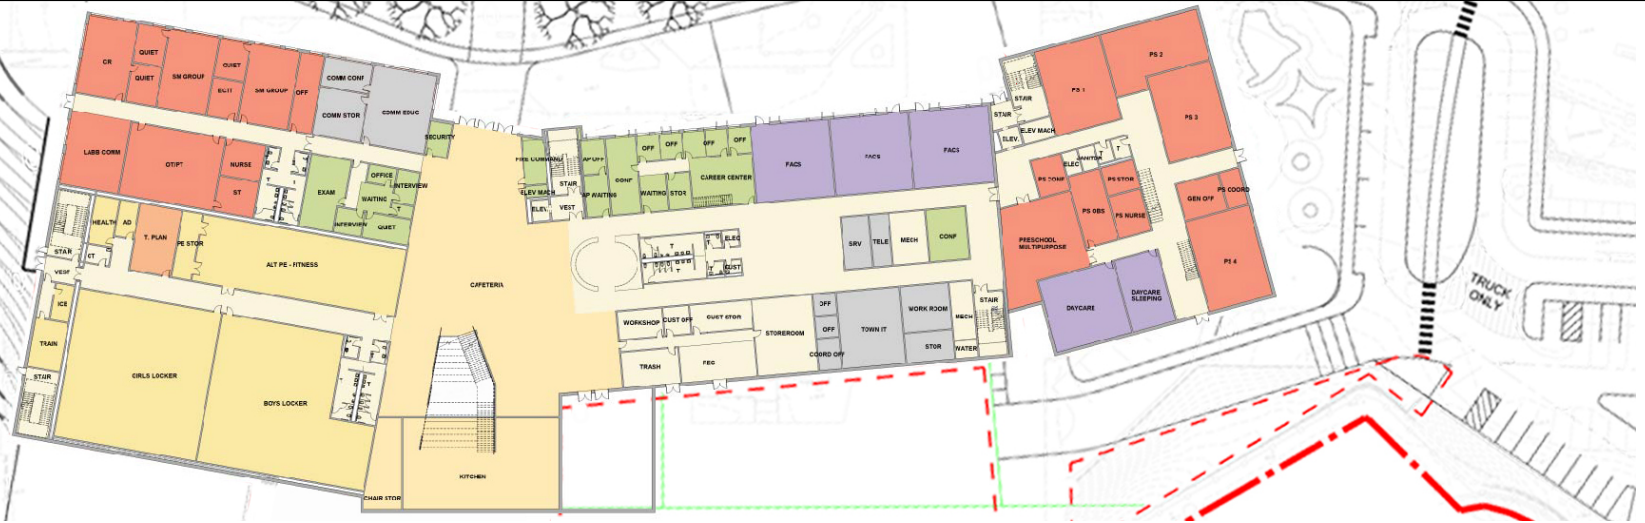 CR
QUIET
QUIET
SM GROUP
QUIET
SM GROUP
OFF
COMM CONF
COMM STOR
COMM EDUC
LABB COMM
OT/PT
NURSE
ST
EXAM
OFFICE
INTERVIEW
WAITING
INTERVIEW
QUIET
SECURITY
STAIR
VEST
HEALTH
AD
CT
T. PLAN
PE STOR
ALT PE - FITNESS
ICE
TRAIN
STAIR
GIRLS LOCKER
BOYS LOCKER
CAFETERIA
KITCHEN
CHAIR STOR
FIRE COMMAND
ELEV MACH
ELEV
STAIR
VEST
AP OFF
AP WAITING
CONF
OFF
OFF
OFF
OFF
WAITING
STOR
CAREER CENTER
FACS
FACS
FACS
ELEC
CUST
T
T
T
T
SRV
TELE
MECH
CONF
WORKSHOP
CUST OFF
CUST STOR
STOREROOM
TRASH
OFF
OFF
COORD OFF
TOWN IT
WORK ROOM
STOR
MECH
WATER
STAIR
STAIR
STAIR
ELEV
ELEV MACH
PS 1
PS 2
PS 3
PS 4
PS CONF
ELEC
JANITOR
T
T
PS STOR
PS OBS
PS NURSE
GEN OFF
PS COORD
PRESCHOOL
MULTIPURPOSE
DAYCARE
DAYCARE
SLEEPING
TRUCK
ONLY